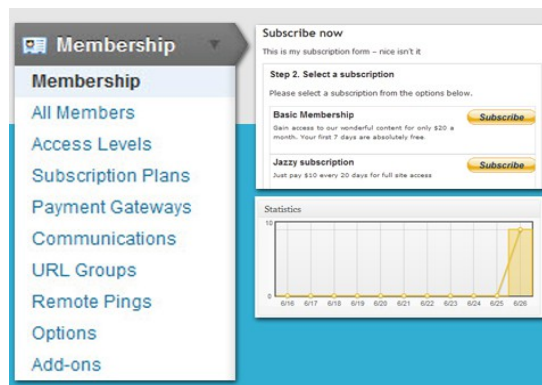 Membership
Membership
All Members
Access Levels
Subscription Plans
Payment Gateways
Communications
URL Groups
Remote Pings
Options
Add-ons
Subscribe now
This is my subscription form – nice isn't it
Step 2. Select a subscription
Please select a subscription from the options below.
Basic Membership
Subscribe
Gain access to our wonderful content for only $20 a
month. Your first 7 days are absolutely free.
Jazzy subscription
Subscribe
Just pay $10 every 20 days for full site access
Statistics
10
0
6/16 6/17 6/18 6/19 6/20 6/21 6/22 6/23 6/24 6/25 6/26